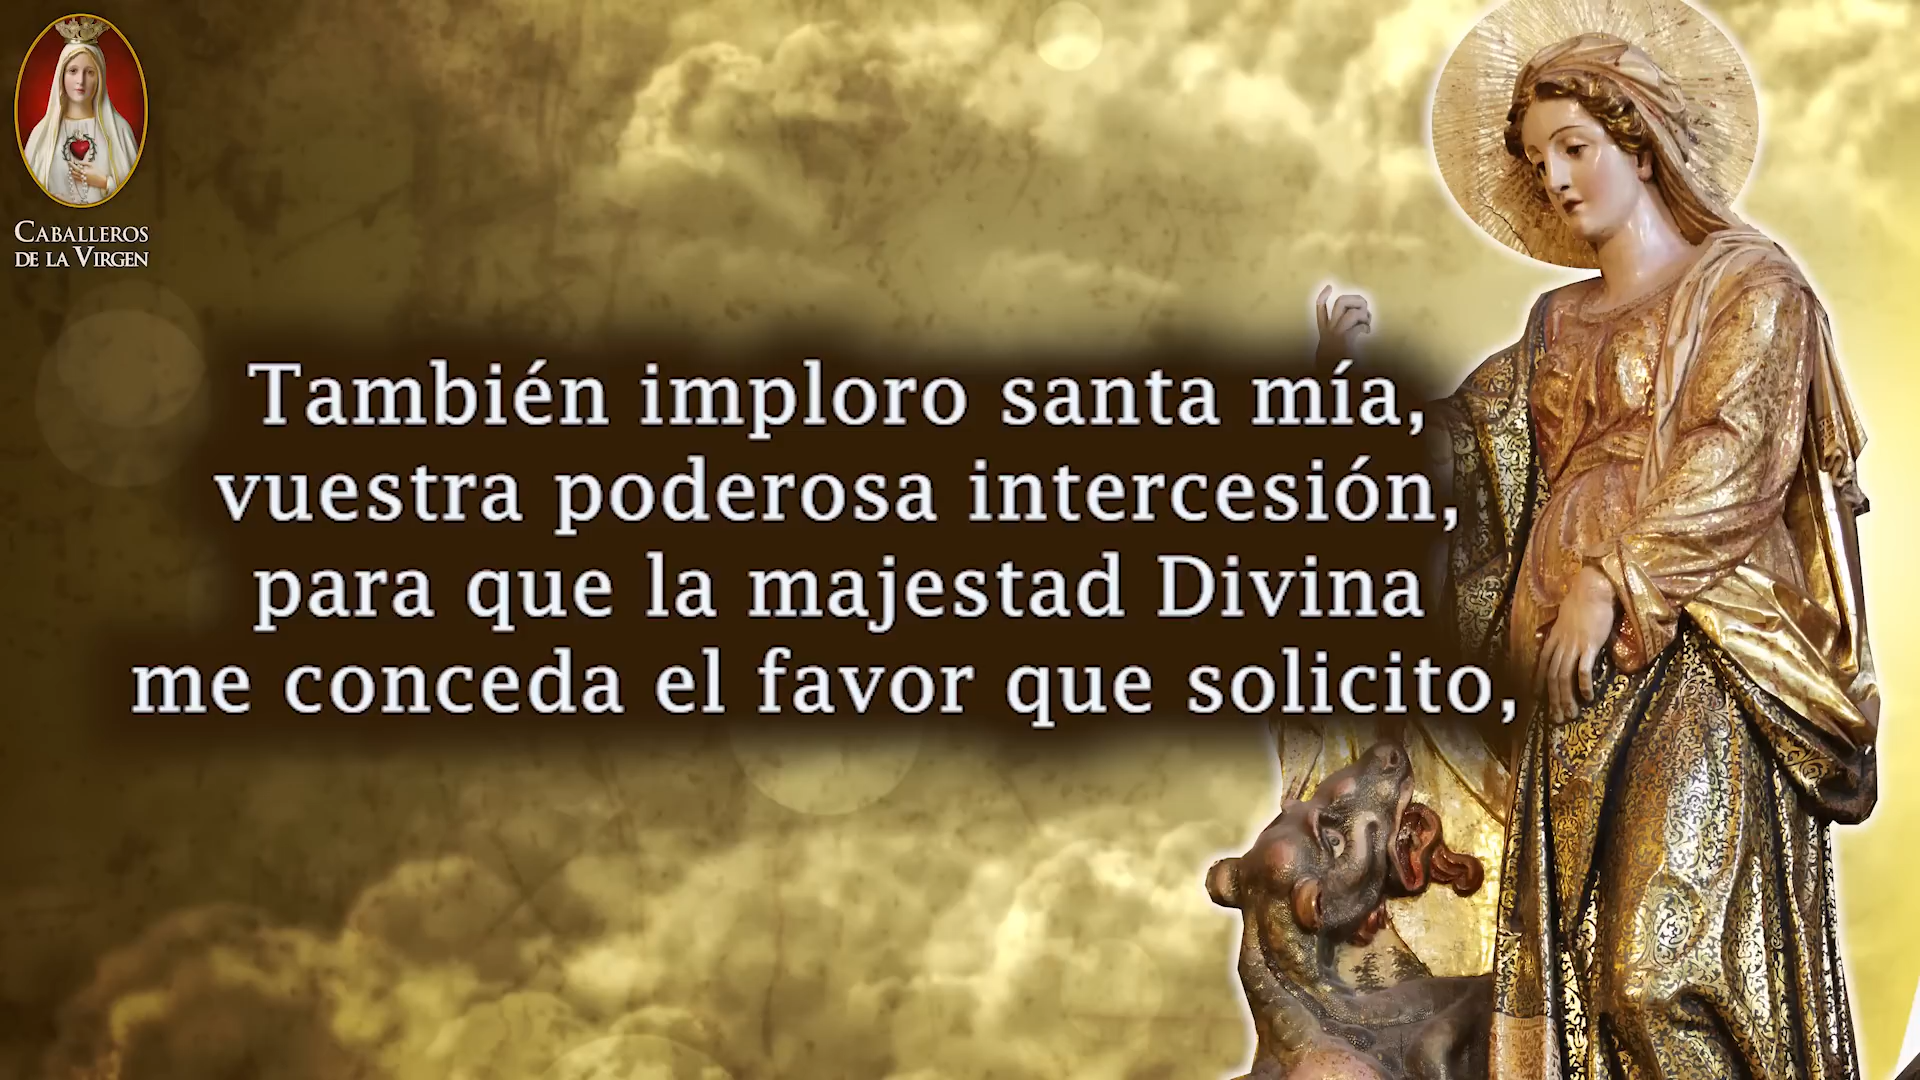 CABALLEROS
DE LA VIRGEN
También imploro santa mía,
vuestra poderosa intercesión,
para que la majestad Divina
me conceda el favor que solicito,